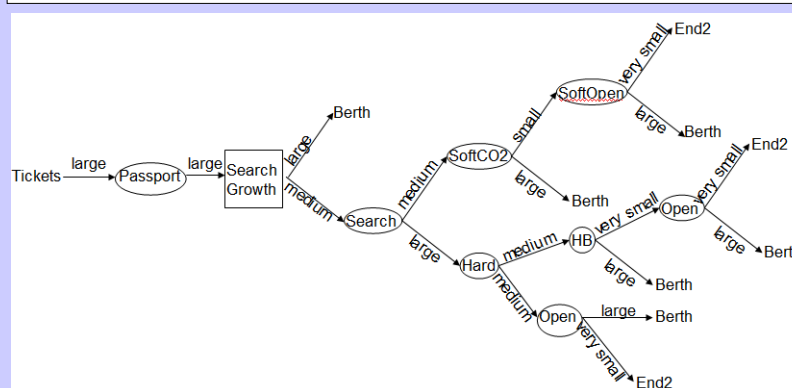 End2
very small
SoftOpen
large
Berth
small
Berth
large
SoftCO2
medium
large
Berth
very small
End2
Open
large
Bert
very small
Tickets
large
Passport
large
Search
Growth
medium
Search
large
Hard
medium
HB
large
Berth
medium
Open
large
Berth
very small
End2